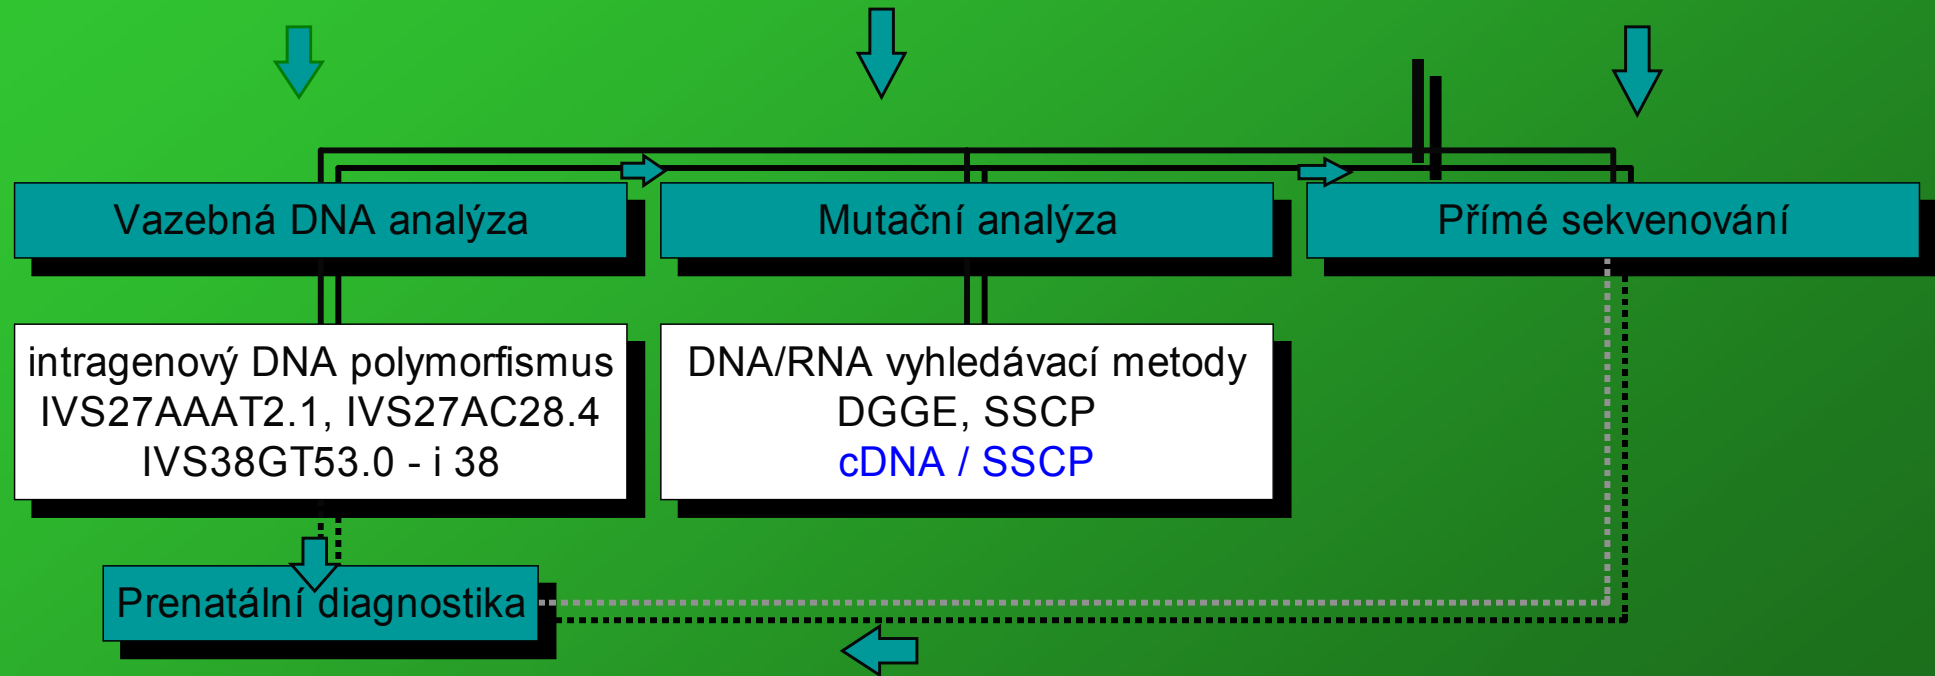 Vazebná DNA analýza
Mutační analýza
Přímé sekvenování
intragenový DNA polymorfismus
IVS27AAAT2.1, IVS27AC28.4
IVS38GT53.0 - i 38
DNA/RNA vyhledávací metody
DGGE, SSCP
cDNA / SSCP
Prenatální diagnostika